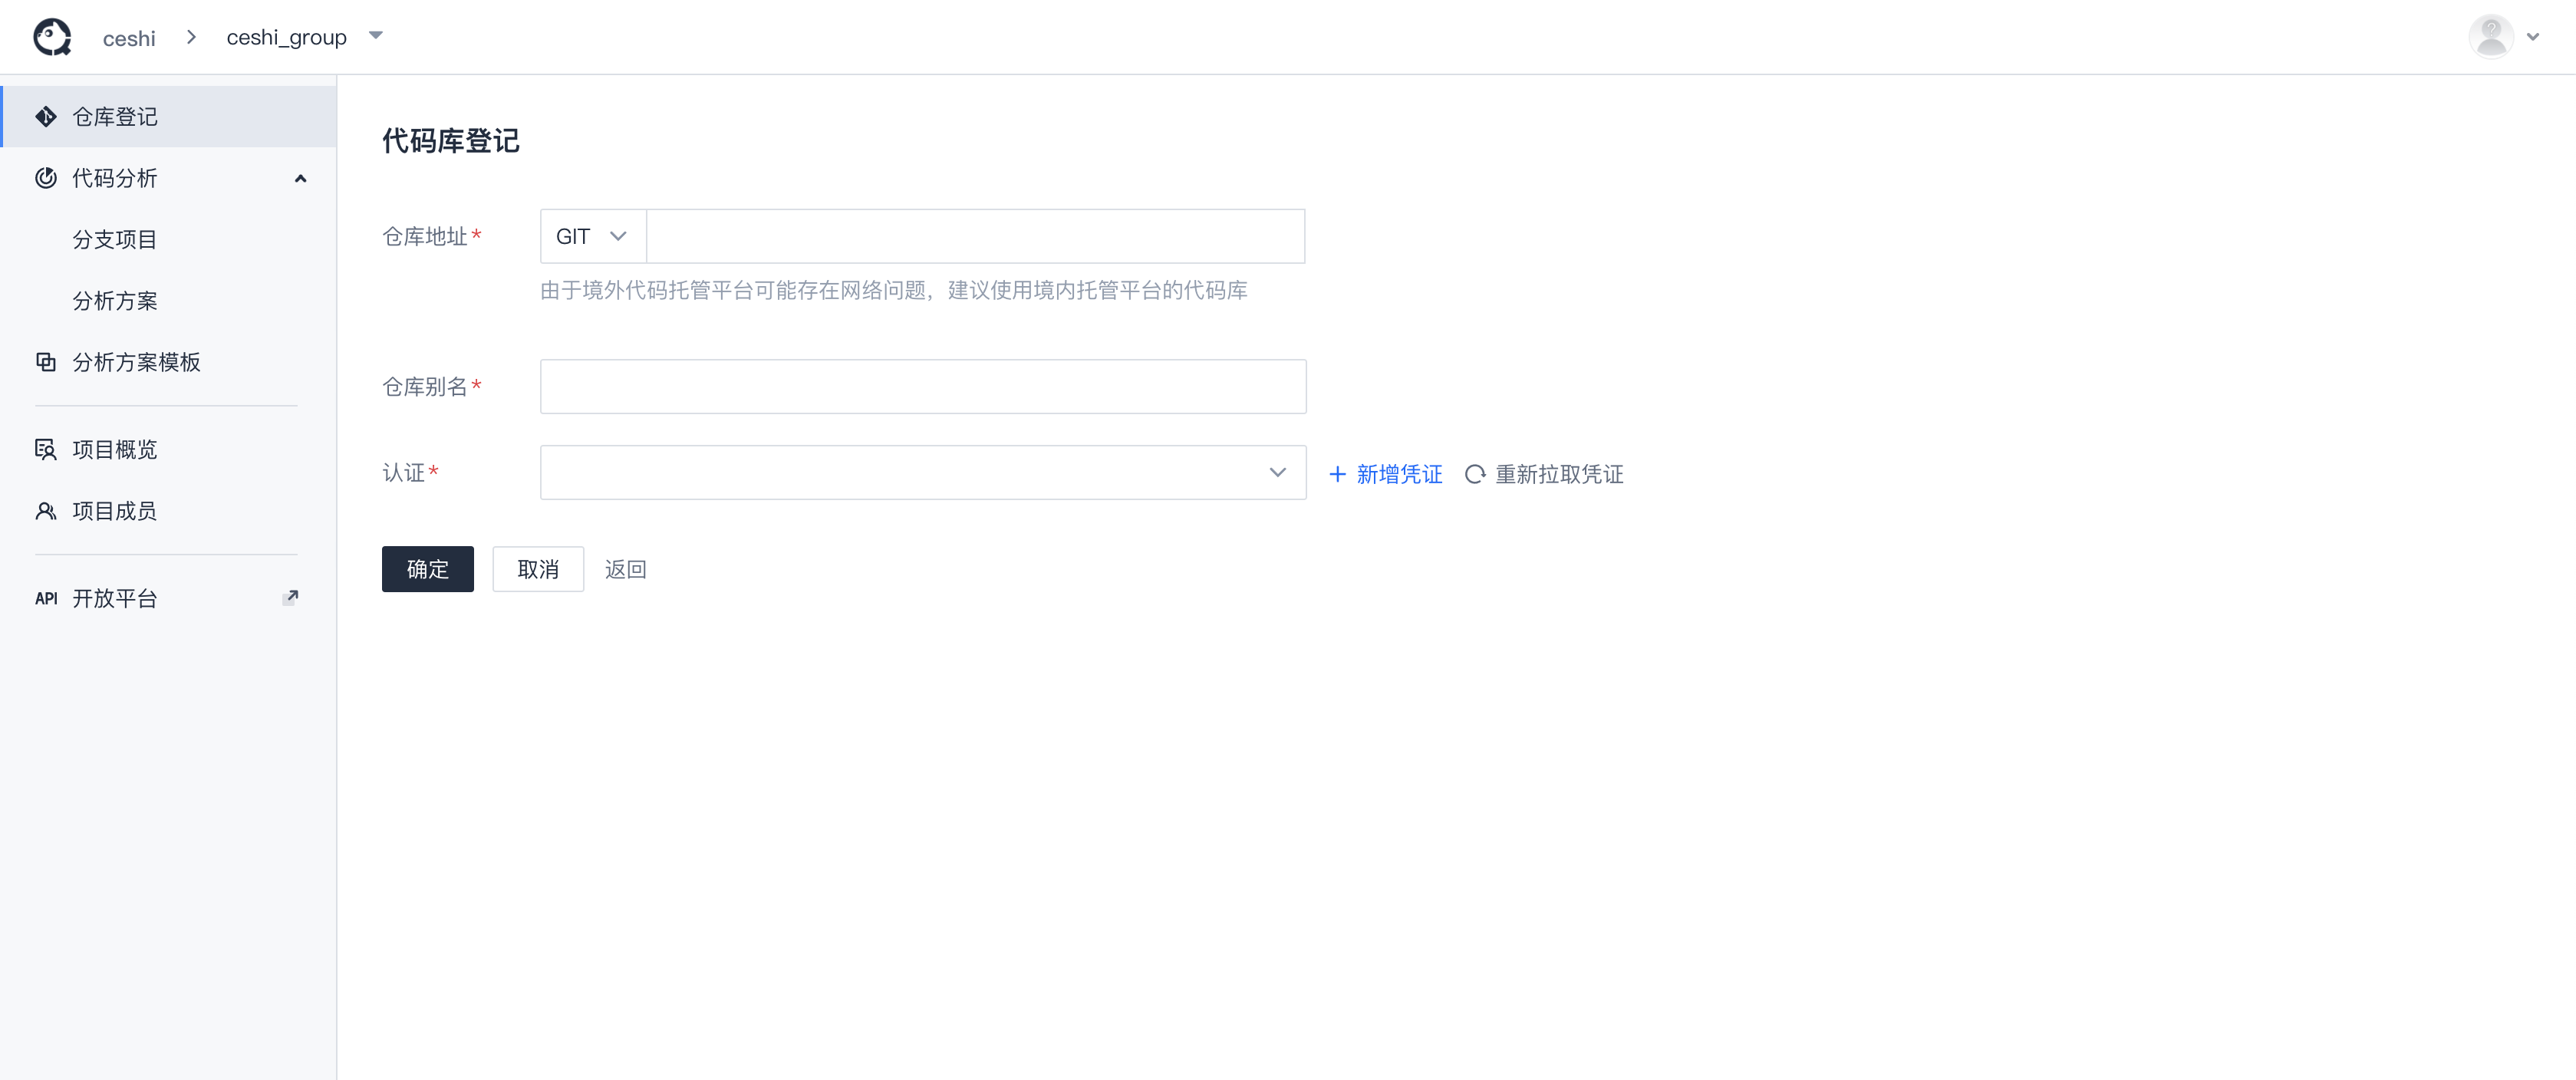 ceshi > ceshi_group
仓库登记
代码分析
分支项目
分析方案
分析方案模板
项目概览
项目成员
API 开放平台
代码库登记
仓库地址* GIT
由于境外代码托管平台可能存在网络问题，建议使用境内托管平台的代码库
仓库别名*
认证* + 新增凭证 重新拉取凭证
确定 取消 返回